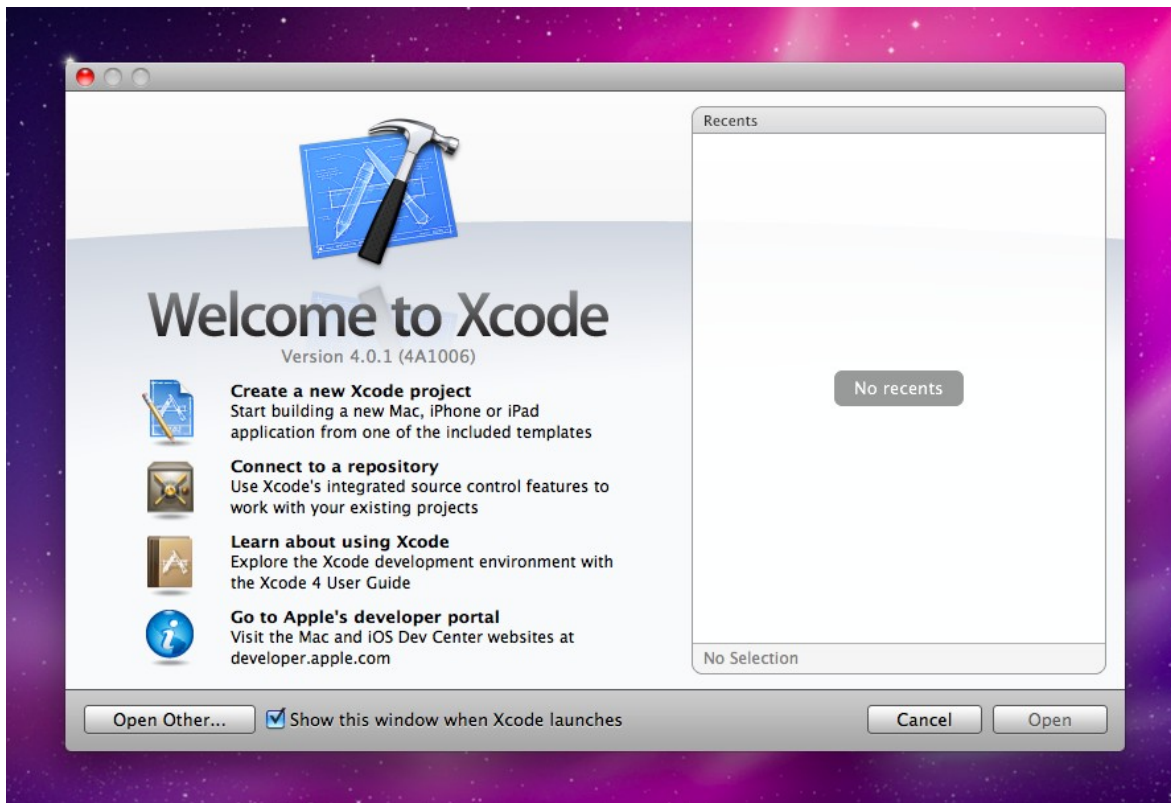 Welcome to Xcode
Version 4.0.1 (4A1006)
Create a new Xcode project
Start building a new Mac, iPhone or iPad
application from one of the included templates
Connect to a repository
Use Xcode's integrated source control features to
work with your existing projects
Learn about using Xcode
Explore the Xcode development environment with
the Xcode 4 User Guide
Go to Apple's developer portal
Visit the Mac and iOS Dev Center websites at
developer.apple.com
Recents
No recents
No Selection
Open Other...
Show this window when Xcode launches
Cancel
Open